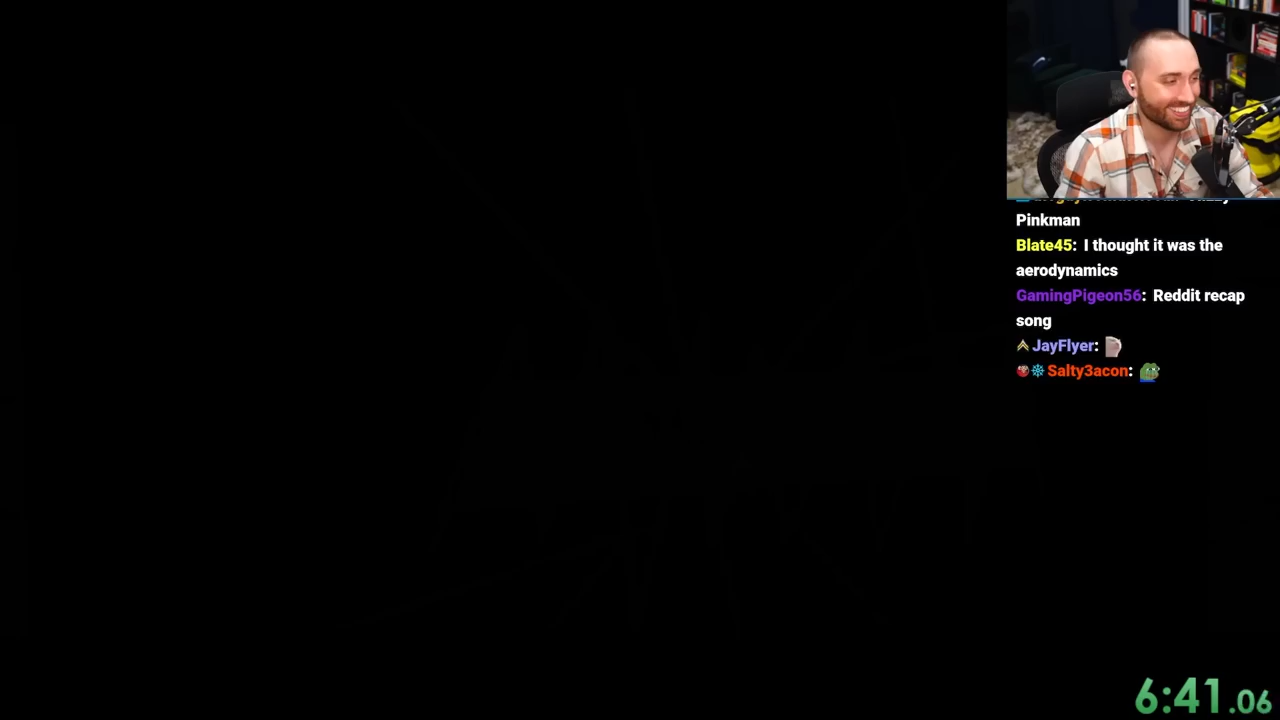 Pinkman
Blate45: I thought it was the
aerodynamics
GamingPigeon56: Reddit recap
song
JayFlyer:
Salty3acon:
6:41.06